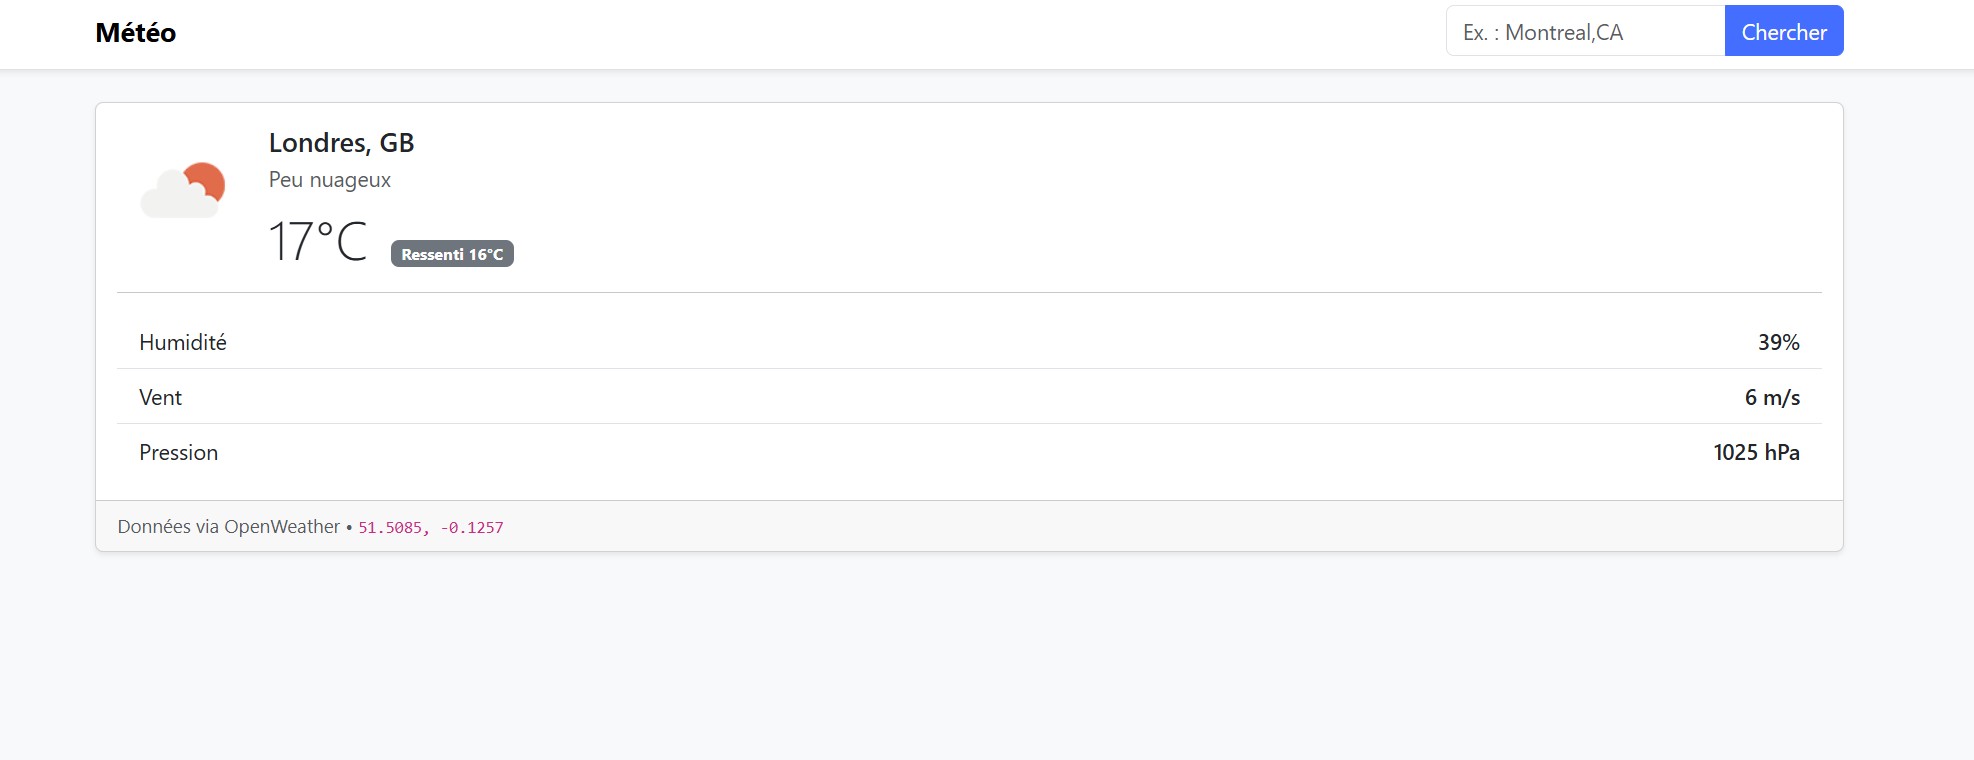 Météo
Ex. : Montreal,CA
Chercher
Londres, GB
Peu nuageux
17°C
Ressenti 16°C
Humidité 39%
Vent 6 m/s
Pression 1025 hPa
Données via OpenWeather • 51.5085, -0.1257